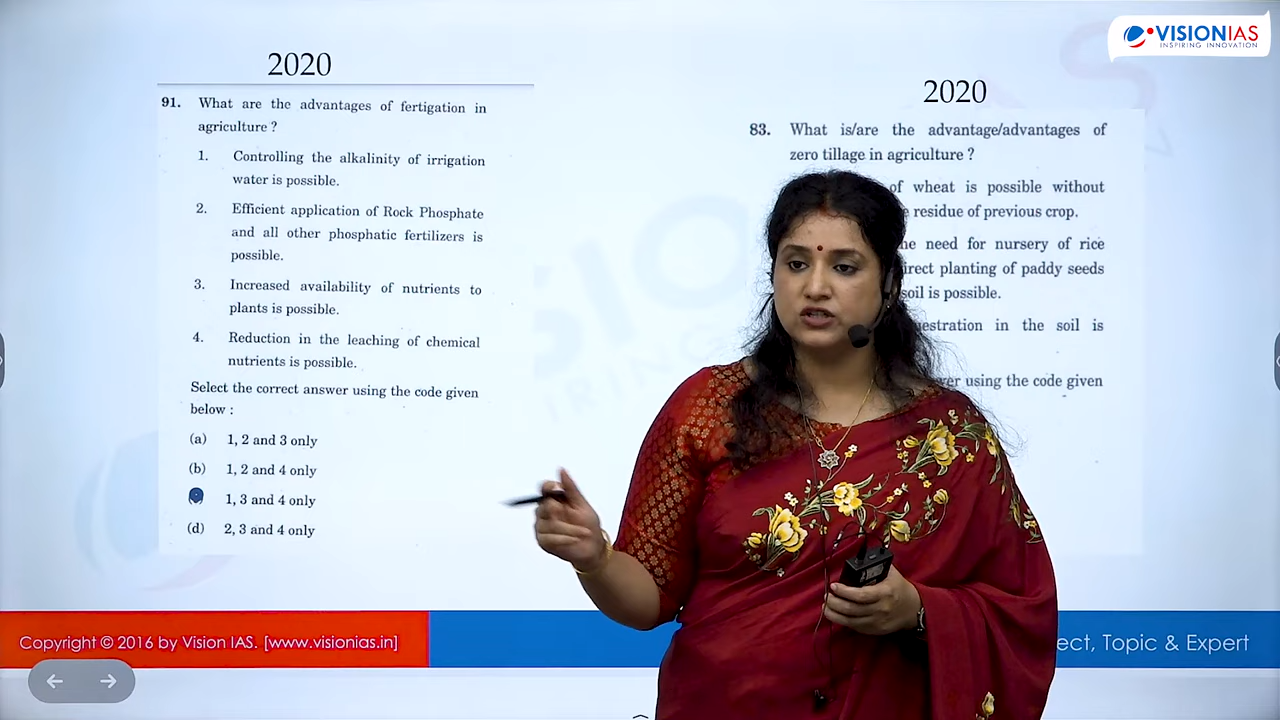 VISIONIAS
INSPIRING INNOVATION
2020
91. What are the advantages of fertigation in
agriculture ?
1. Controlling the alkalinity of irrigation
water is possible.
2. Efficient application of Rock Phosphate
and all other phosphatic fertilizers is
possible.
3. Increased availability of nutrients to
plants is possible.
4. Reduction in the leaching of chemical
nutrients is possible.
Select the correct answer using the code given
below :
(a) 1, 2 and 3 only
(b) 1, 2 and 4 only
1, 3 and 4 only
(d) 2, 3 and 4 only
2020
83. What is/are the advantage/advantages of
zero tillage in agriculture ?
of wheat is possible without
residue of previous crop.
need for nursery of rice
planting of paddy seeds
soil is possible.
in the soil is
using the code given
Copyright © 2016 by Vision IAS. [www.visionias.in]
Topic & Expert